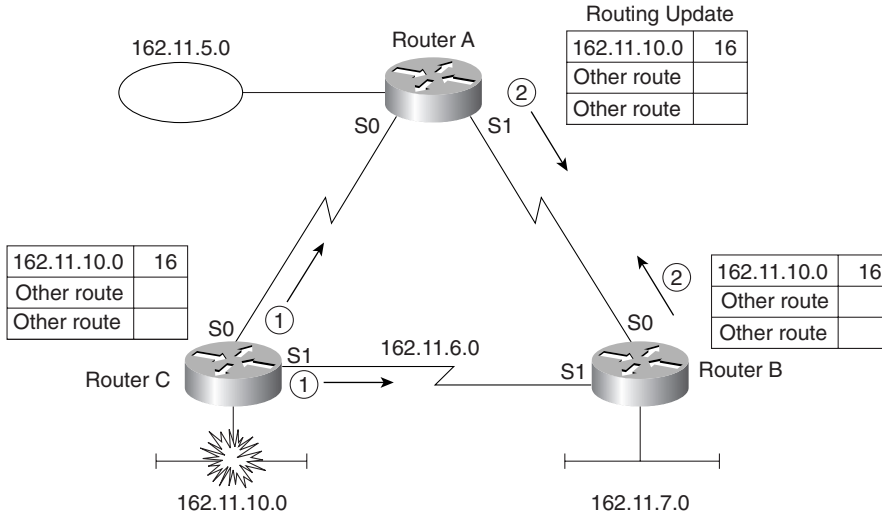 Routing Update
162.11.10.0 16
Other route
Other route
162.11.5.0
Router A
2
S0
S1
162.11.10.0 16
Other route
Other route
2
162.11.10.0 16
Other route
Other route
1
S0
S0
S1
1
162.11.6.0
S1
Router C
Router B
162.11.10.0
162.11.7.0